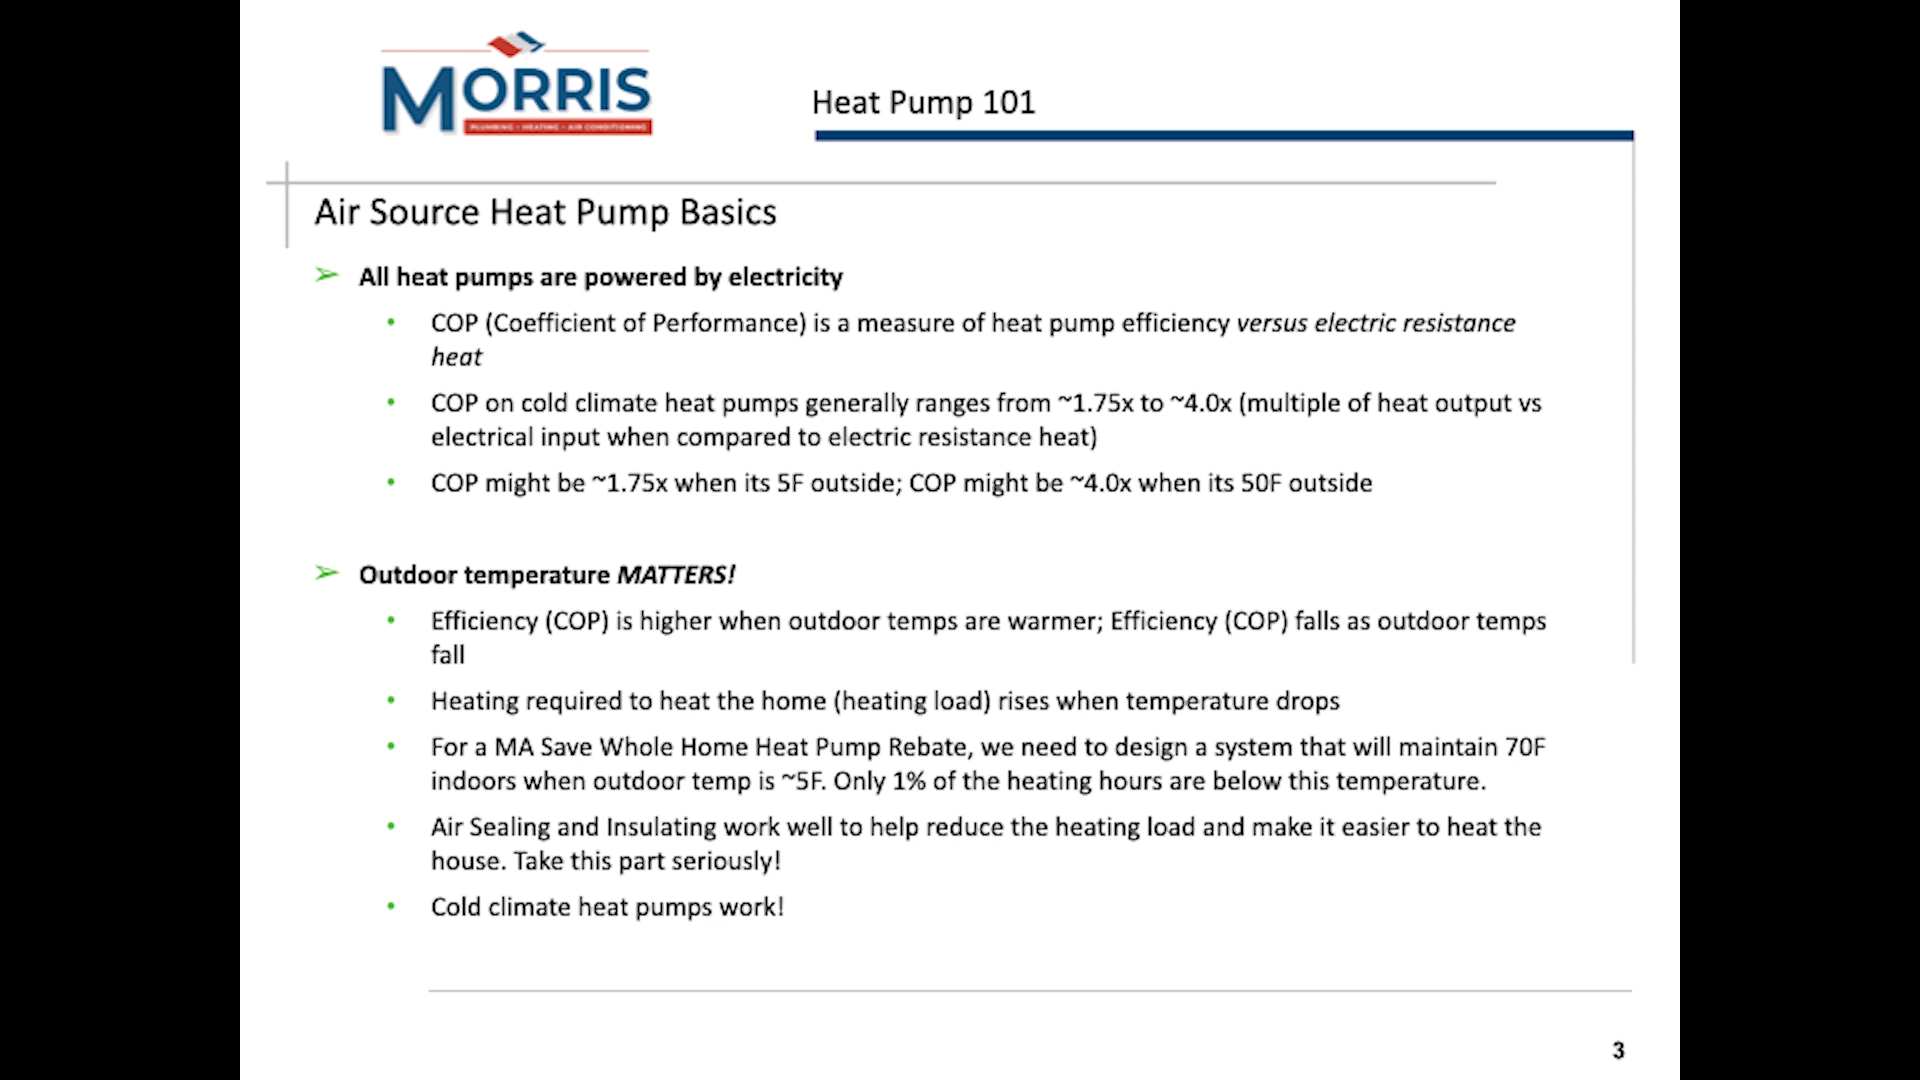 MORRIS
PLUMBING · HEATING · AIR CONDITIONING
Heat Pump 101
Air Source Heat Pump Basics
➢ All heat pumps are powered by electricity
• COP (Coefficient of Performance) is a measure of heat pump efficiency versus electric resistance
heat
• COP on cold climate heat pumps generally ranges from ~1.75x to ~4.0x (multiple of heat output vs
electrical input when compared to electric resistance heat)
• COP might be ~1.75x when its 5F outside; COP might be ~4.0x when its 50F outside
➢ Outdoor temperature MATTERS!
• Efficiency (COP) is higher when outdoor temps are warmer; Efficiency (COP) falls as outdoor temps
fall
• Heating required to heat the home (heating load) rises when temperature drops
• For a MA Save Whole Home Heat Pump Rebate, we need to design a system that will maintain 70F
indoors when outdoor temp is ~5F. Only 1% of the heating hours are below this temperature.
• Air Sealing and Insulating work well to help reduce the heating load and make it easier to heat the
house. Take this part seriously!
• Cold climate heat pumps work!
3